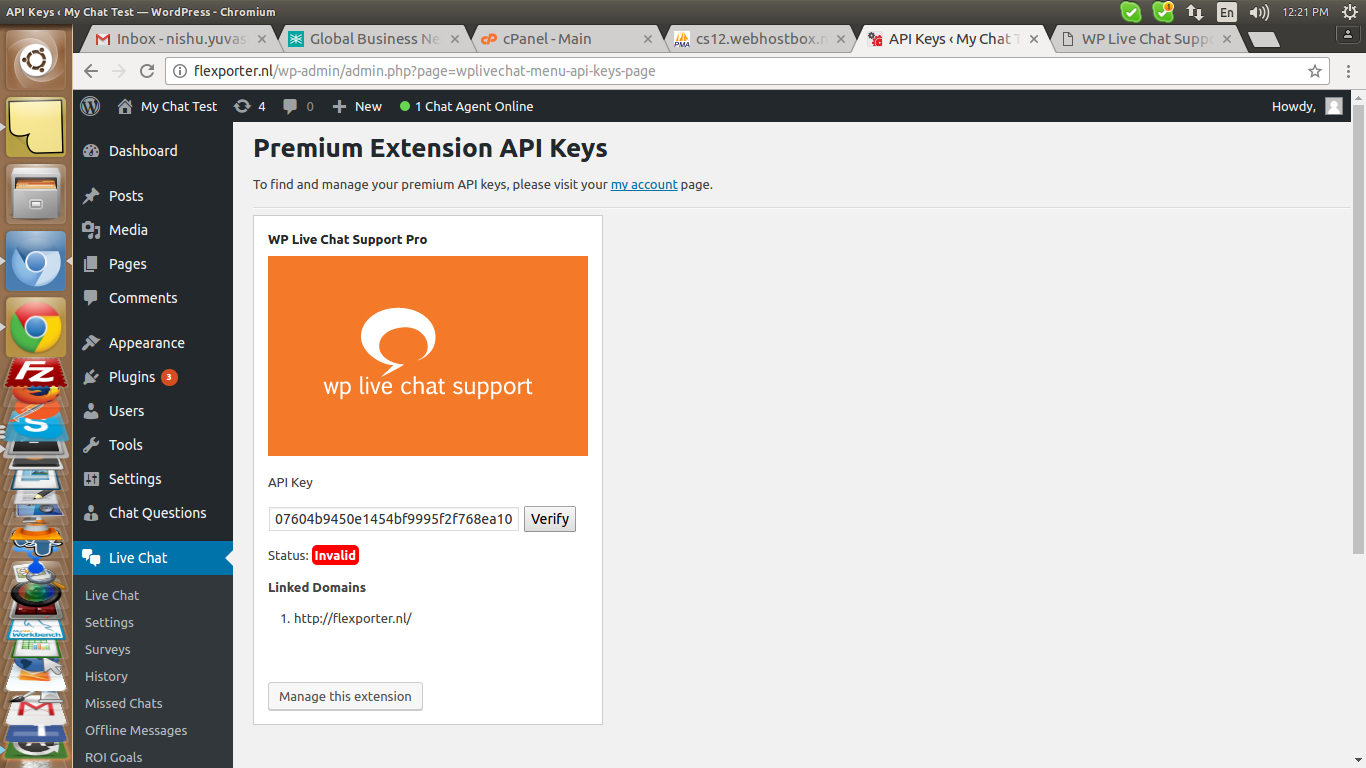 API Keys ‹ My Chat Test — WordPress - Chromium
En
12:21 PM
Inbox - nishu.yuvas
Global Business Ne
cPanel - Main
cs12.webhostbox.n
API Keys ‹ My Chat T
WP Live Chat Suppo
flexporter.nl/wp-admin/admin.php?page=wplivechat-menu-api-keys-page
My Chat Test
4
0
New
1 Chat Agent Online
Howdy,
Dashboard
Posts
Media
Pages
Comments
Appearance
Plugins 3
Users
Tools
Settings
Chat Questions
Live Chat
Live Chat
Settings
Surveys
History
Missed Chats
Offline Messages
ROI Goals
Premium Extension API Keys
To find and manage your premium API keys, please visit your my account page.
WP Live Chat Support Pro
wp live chat support
API Key
07604b9450e1454bf9995f2f768ea10
Verify
Status: Invalid
Linked Domains
1. http://flexporter.nl/
Manage this extension